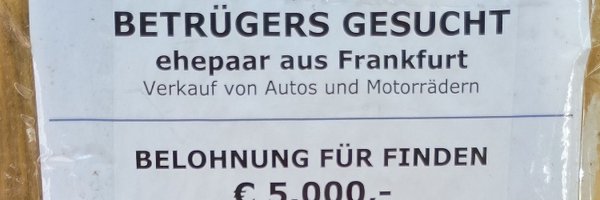 BETRÜGERS GESUCHT
ehepaar aus Frankfurt
Verkauf von Autos und Motorrädern
BELOHNUNG FÜR FINDEN
€ 5.000,-